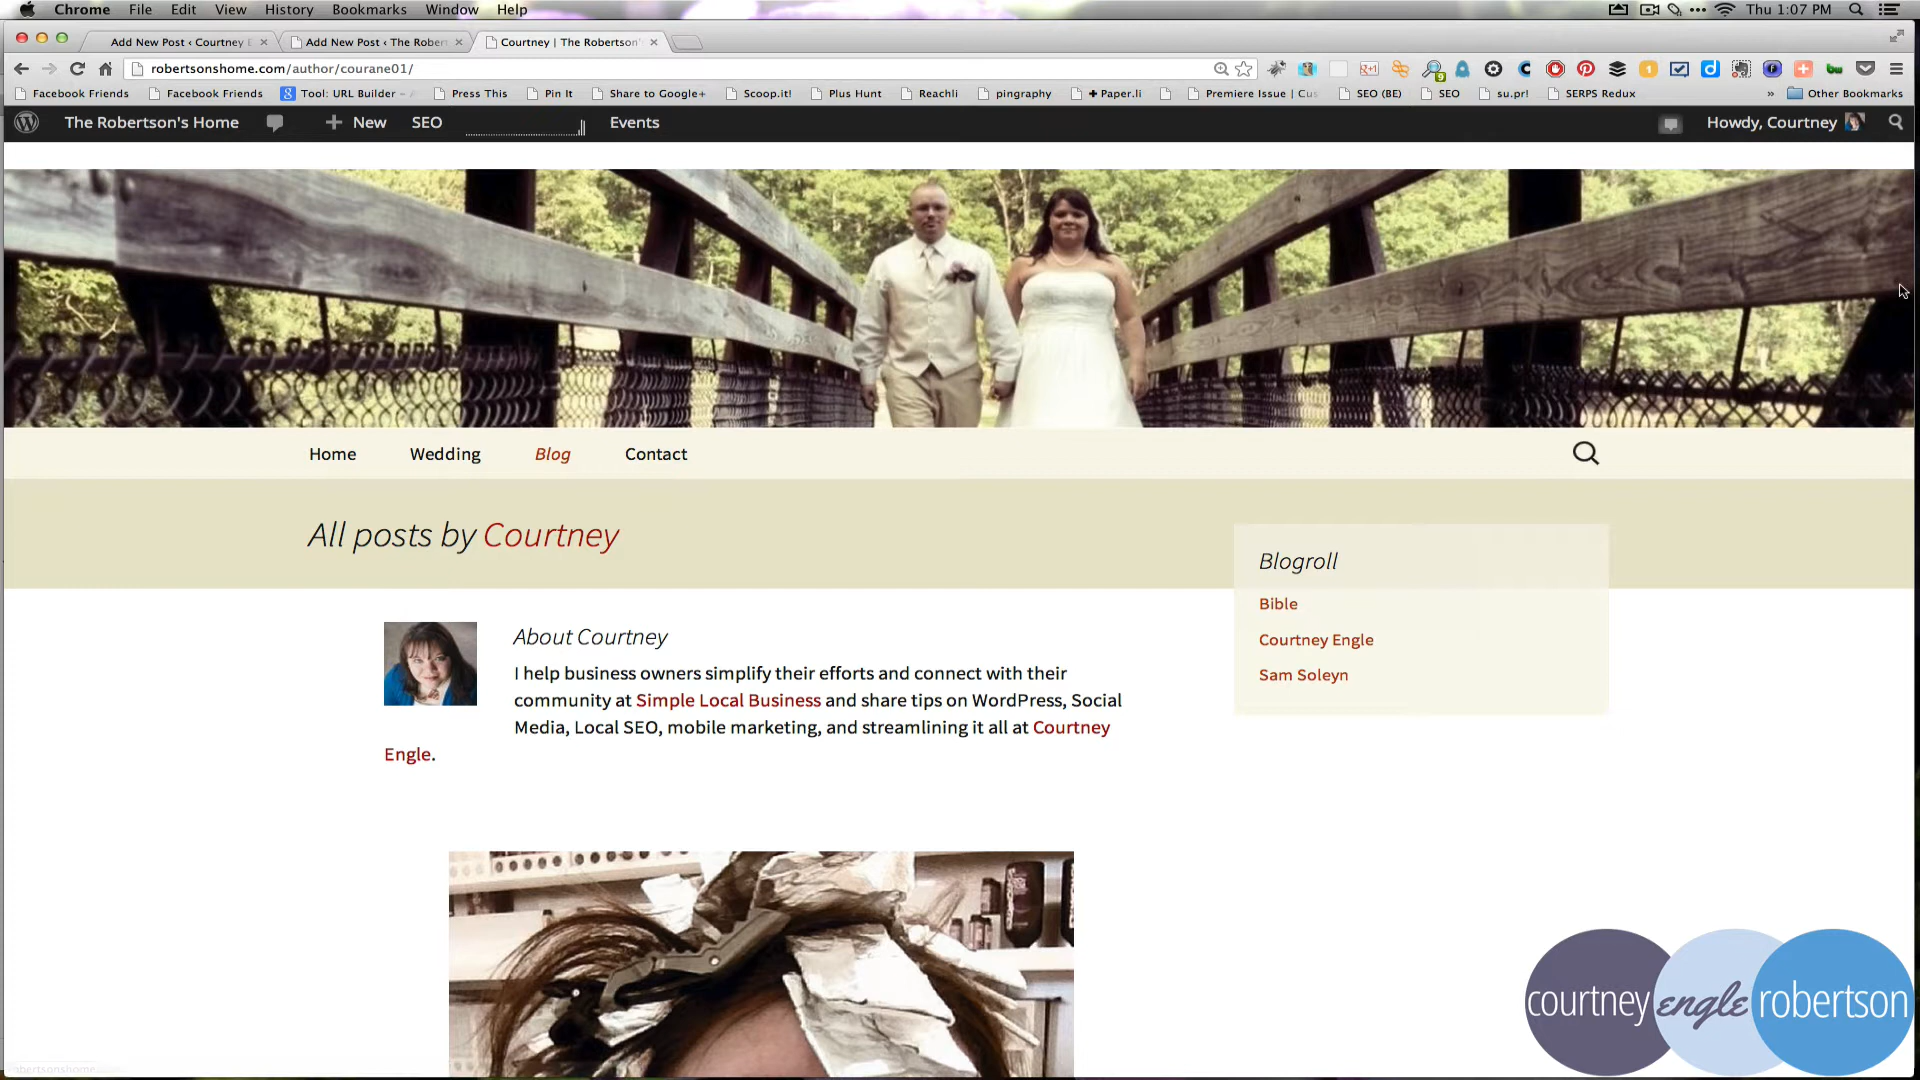 Chrome File Edit View History Bookmarks Window Help Thu 1:07 PM
Add New Post ‹ Courtney E Add New Post ‹ The Robert Courtney | The Robertson'
robertsonshome.com/author/courane01/
Facebook Friends Facebook Friends Tool: URL Builder – Press This Pin It Share to Google+ Scoop.it! Plus Hunt Reachli pingraphy ✚ Paper.li Premiere Issue | Cus SEO (BE) SEO su.pr! SERPS Redux » Other Bookmarks
The Robertson's Home + New SEO Events Howdy, Courtney
Home Wedding Blog Contact
All posts by Courtney
Blogroll
Bible
Courtney Engle
Sam Soleyn
About Courtney
I help business owners simplify their efforts and connect with their
community at Simple Local Business and share tips on WordPress, Social
Media, Local SEO, mobile marketing, and streamlining it all at Courtney
Engle.
courtney engle robertson